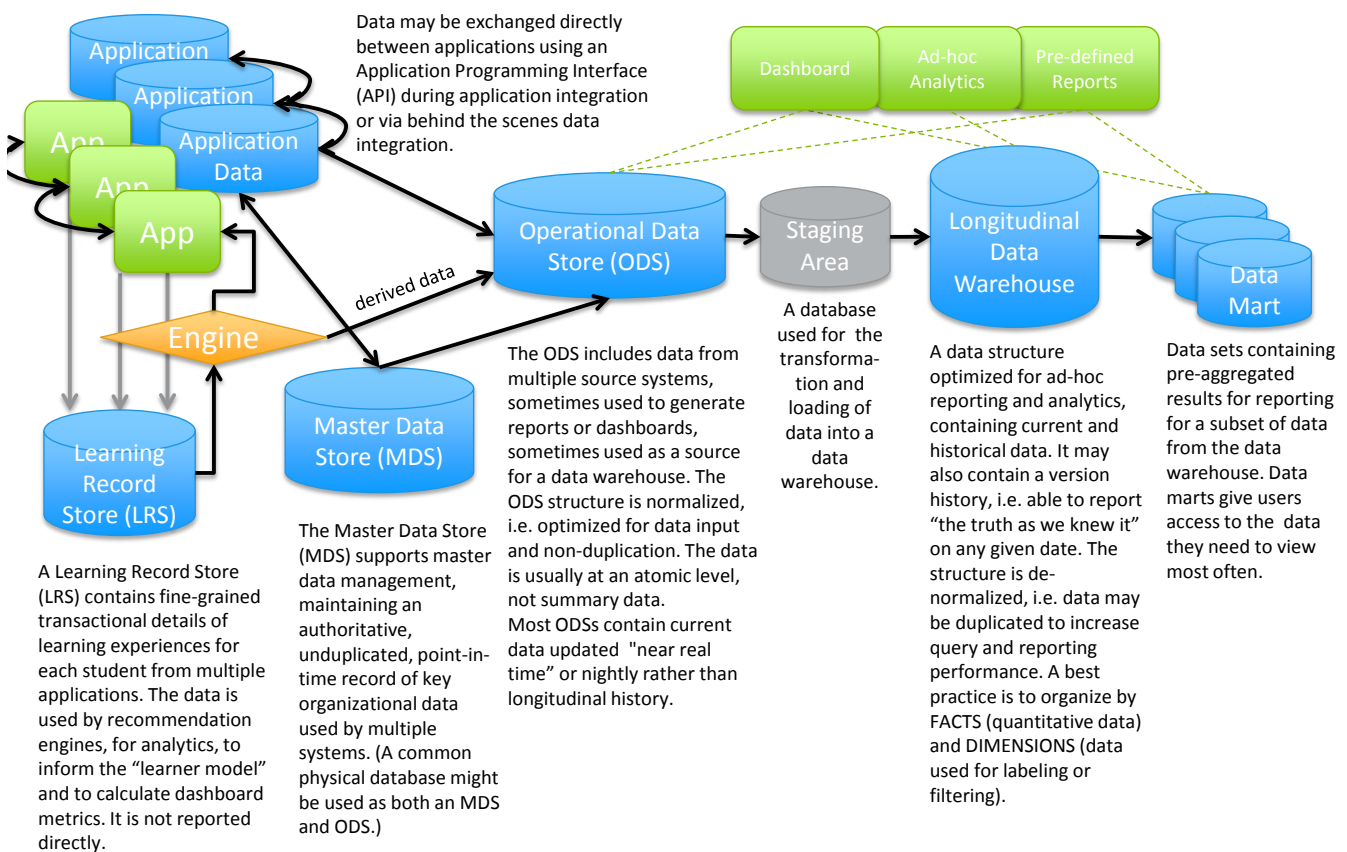 Application
Application
Application
Data
App
App
App
Data may be exchanged directly
between applications using an
Application Programming Interface
(API) during application integration
or via behind the scenes data
integration.
Dashboard
Ad-hoc
Analytics
Pre-defined
Reports
Operational Data
Store (ODS)
Staging
Area
Longitudinal
Data
Warehouse
Data
Mart
derived data
Engine
Learning
Record
Store (LRS)
Master Data
Store (MDS)
A Learning Record Store
(LRS) contains fine-grained
transactional details of
learning experiences for
each student from multiple
applications. The data is
used by recommendation
engines, for analytics, to
inform the “learner model”
and to calculate dashboard
metrics. It is not reported
directly.
The Master Data Store
(MDS) supports master
data management,
maintaining an
authoritative,
unduplicated, point-in-
time record of key
organizational data
used by multiple
systems. (A common
physical database might
be used as both an MDS
and ODS.)
The ODS includes data from
multiple source systems,
sometimes used to generate
reports or dashboards,
sometimes used as a source
for a data warehouse. The
ODS structure is normalized,
i.e. optimized for data input
and non-duplication. The data
is usually at an atomic level,
not summary data.
Most ODSs contain current
data updated "near real
time” or nightly rather than
longitudinal history.
A database
used for the
transforma-
tion and
loading of
data into a
data
warehouse.
A data structure
optimized for ad-hoc
reporting and analytics,
containing current and
historical data. It may
also contain a version
history, i.e. able to report
“the truth as we knew it”
on any given date. The
structure is de-
normalized, i.e. data may
be duplicated to increase
query and reporting
performance. A best
practice is to organize by
FACTS (quantitative data)
and DIMENSIONS (data
used for labeling or
filtering).
Data sets containing
pre-aggregated
results for reporting
for a subset of data
from the data
warehouse. Data
marts give users
access to the data
they need to view
most often.